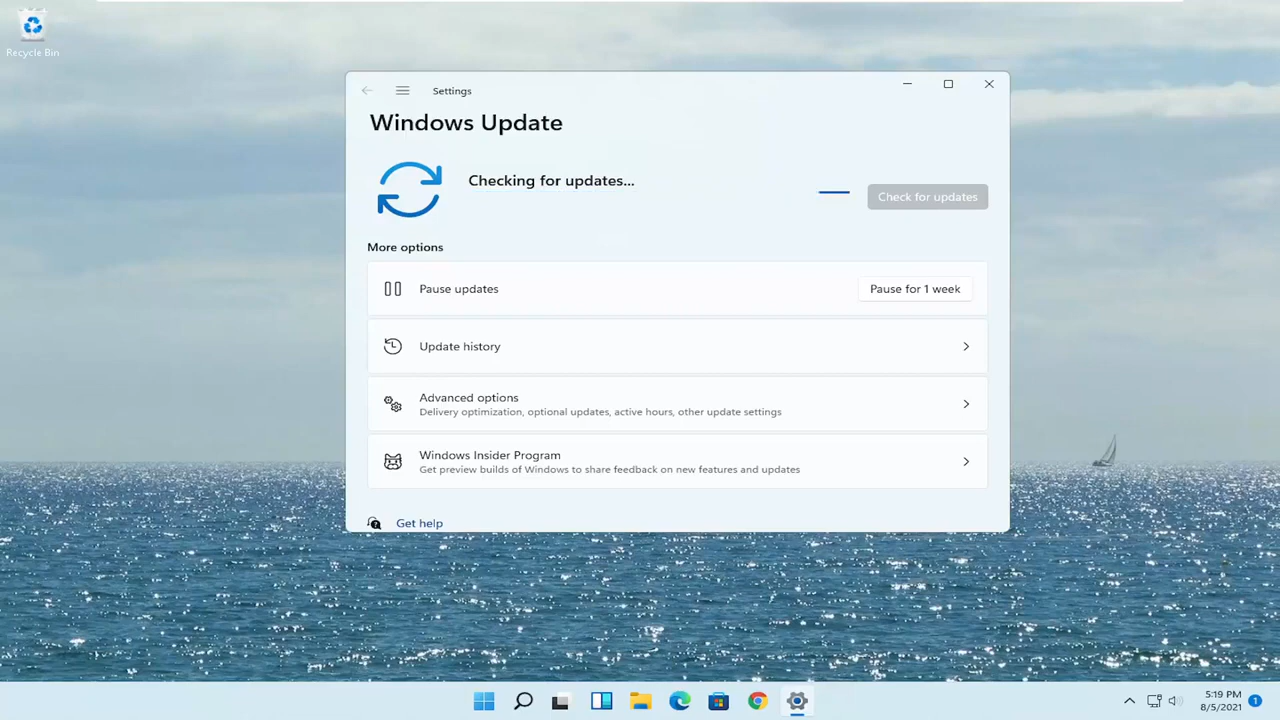 Recycle Bin
Settings
Windows Update
Checking for updates...
Check for updates
More options
Pause updates
Pause for 1 week
Update history
Advanced options
Delivery optimization, optional updates, active hours, other update settings
Windows Insider Program
Get preview builds of Windows to share feedback on new features and updates
Get help
5:19 PM
8/5/2021
1